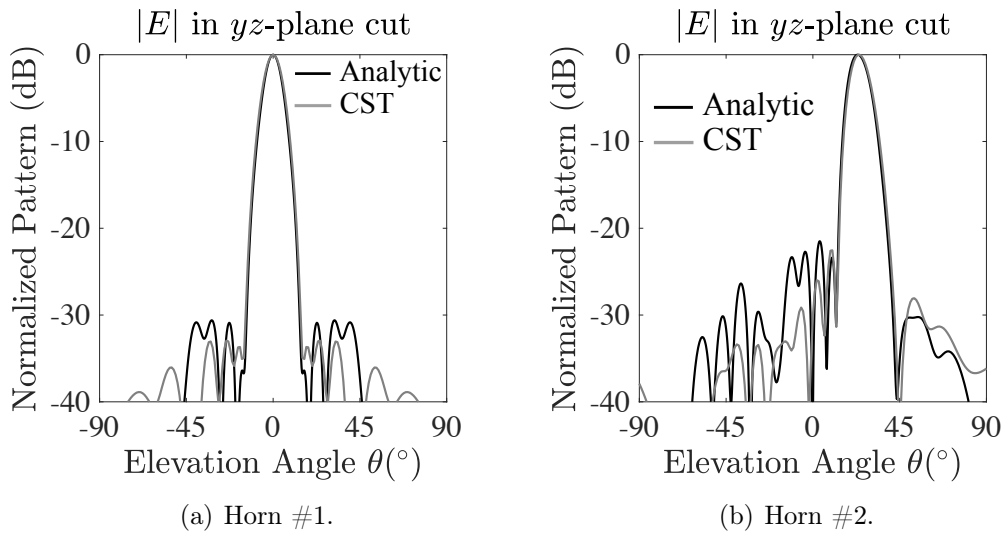 |E| in yz-plane cut
Normalized Pattern (dB)
0
-10
-20
-30
-40
Analytic
CST
-90
-45
0
45
90
Elevation Angle θ(°)
(a) Horn #1.
|E| in yz-plane cut
Normalized Pattern (dB)
0
-10
-20
-30
-40
Analytic
CST
-90
-45
0
45
90
Elevation Angle θ(°)
(b) Horn #2.